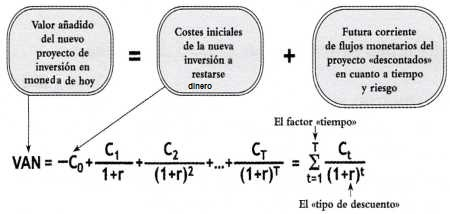 Valor añadido
del nuevo
proyecto de
inversión en
moneda de hoy
=
Costes iniciales
de la nueva
inversión a
restarse
dinero
+
Futura corriente
de flujos monetarios del
proyecto «descontados»
en cuanto a tiempo
y riesgo
El factor «tiempo»
VAN = –C₀ + C₁/(1+r) + C₂/(1+r)² + ... + C_T/(1+r)^T = Σ_{t=1}^{T} C_t/(1+r)^t
El «tipo de descuento»